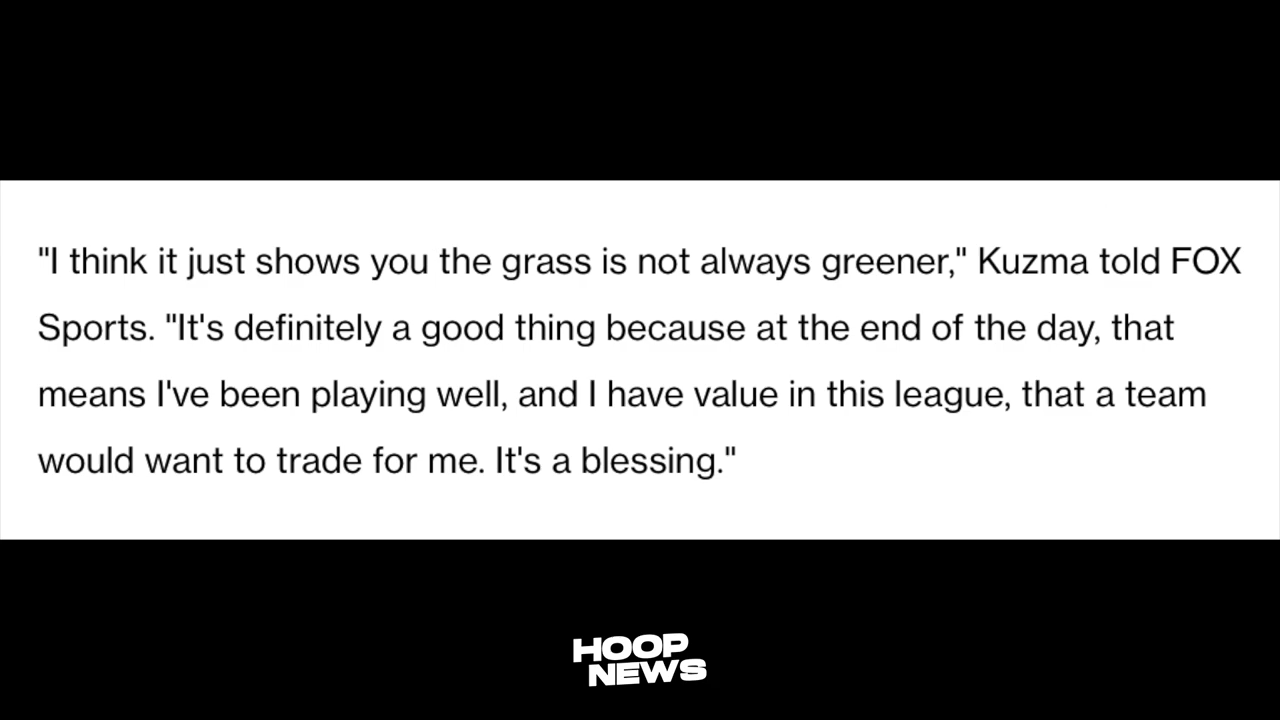 "I think it just shows you the grass is not always greener," Kuzma told FOX
Sports. "It's definitely a good thing because at the end of the day, that
means I've been playing well, and I have value in this league, that a team
would want to trade for me. It's a blessing."
HOOP
NEWS